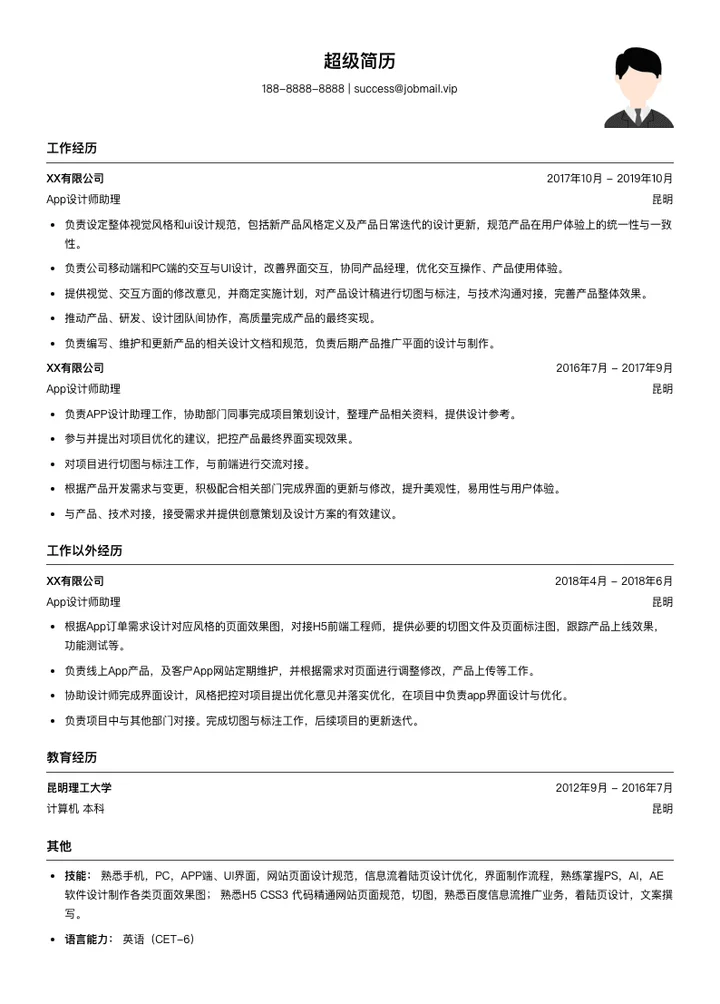 超级简历
188-8888-8888 | success@jobmail.vip
工作经历
XX有限公司 2017年10月 - 2019年10月
App设计师助理 昆明
• 负责设定整体视觉风格和ui设计规范，包括新产品风格定义及产品日常迭代的设计更新，规范产品在用户体验上的统一性与一致
性。
• 负责公司移动端和PC端的交互与UI设计，改善界面交互，协同产品经理，优化交互操作、产品使用体验。
• 提供视觉、交互方面的修改意见，并商定实施计划，对产品设计稿进行切图与标注，与技术沟通对接，完善产品整体效果。
• 推动产品、研发、设计团队间协作，高质量完成产品的最终实现。
• 负责编写、维护和更新产品的相关设计文档和规范，负责后期产品推广平面的设计与制作。
XX有限公司 2016年7月 - 2017年9月
App设计师助理 昆明
• 负责APP设计助理工作，协助部门同事完成项目策划设计，整理产品相关资料，提供设计参考。
• 参与并提出对项目优化的建议，把控产品最终界面实现效果。
• 对项目进行切图与标注工作，与前端进行交流对接。
• 根据产品开发需求与变更，积极配合相关部门完成界面的更新与修改，提升美观性，易用性与用户体验。
• 与产品、技术对接，接受需求并提供创意策划及设计方案的有效建议。
工作以外经历
XX有限公司 2018年4月 - 2018年6月
App设计师助理 昆明
• 根据App订单需求设计对应风格的页面效果图，对接H5前端工程师，提供必要的切图文件及页面标注图，跟踪产品上线效果，
功能测试等。
• 负责线上App产品，及客户App网站定期维护，并根据需求对页面进行调整修改，产品上传等工作。
• 协助设计师完成界面设计，风格把控对项目提出优化意见并落实优化，在项目中负责app界面设计与优化。
• 负责项目中与其他部门对接。完成切图与标注工作，后续项目的更新迭代。
教育经历
昆明理工大学 2012年9月 - 2016年7月
计算机 本科 昆明
其他
• 技能： 熟悉手机，PC，APP端、UI界面，网站页面设计规范，信息流着陆页设计优化，界面制作流程，熟练掌握PS，AI，AE
软件设计制作各类页面效果图； 熟悉H5 CSS3 代码精通网站页面规范，切图，熟悉百度信息流推广业务，着陆页设计，文案撰
写。
• 语言能力： 英语（CET-6）